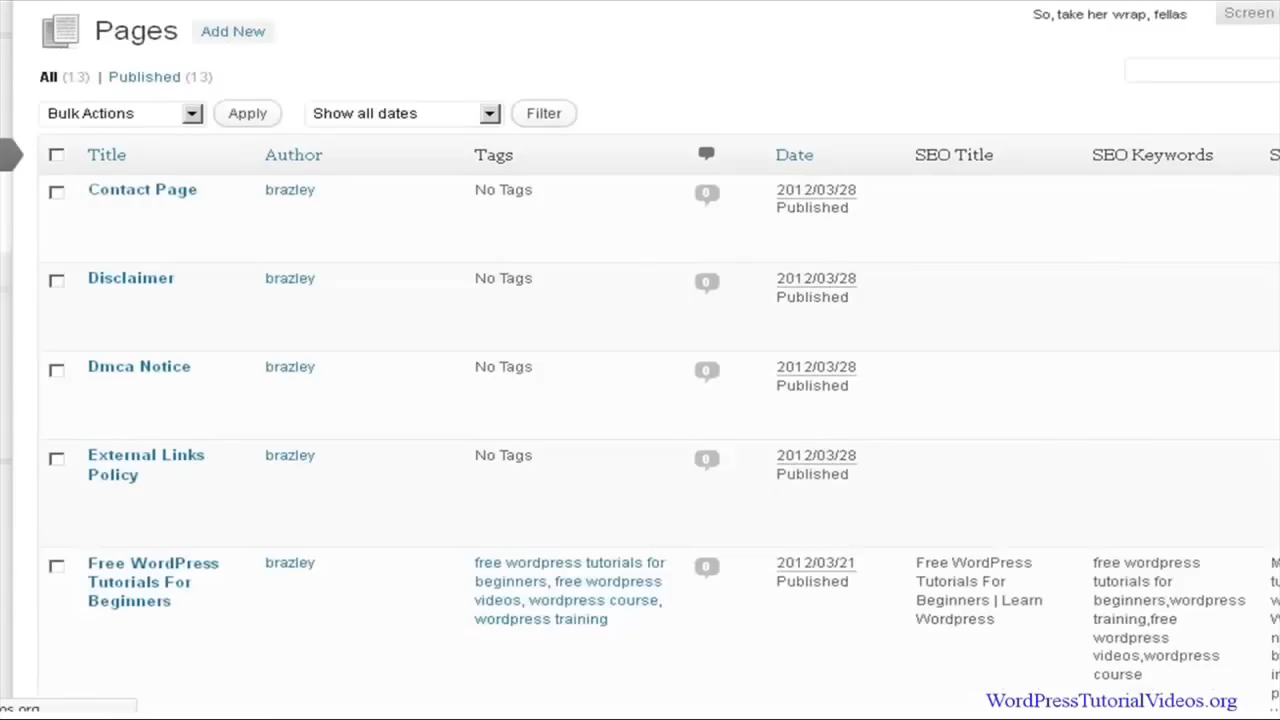 Pages Add New So, take her wrap, fellas Screen
All (13) | Published (13)
Bulk Actions Apply Show all dates Filter
Title Author Tags Date SEO Title SEO Keywords S
Contact Page brazley No Tags 0 2012/03/28
Published
Disclaimer brazley No Tags 0 2012/03/28
Published
Dmca Notice brazley No Tags 0 2012/03/28
Published
External Links brazley No Tags 0 2012/03/28
Policy Published
Free WordPress brazley free wordpress tutorials for 0 2012/03/21 Free WordPress free wordpress
Tutorials For beginners, free wordpress Published Tutorials For tutorials for
Beginners videos, wordpress course, Beginners | Learn beginners,wordpress
wordpress training Wordpress training,free
wordpress
videos,wordpress
course
WordPressTutorialVideos.org